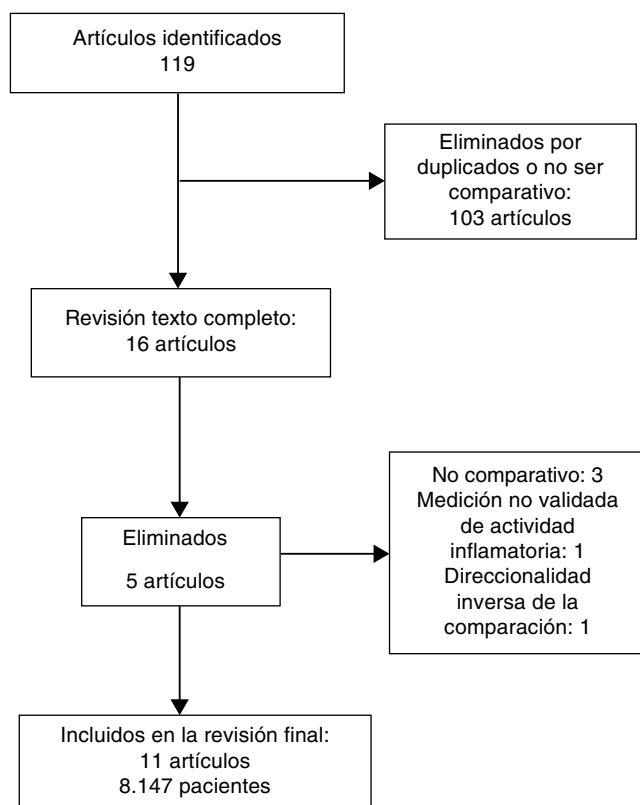 Artículos identificados
119
Eliminados por
duplicados o no ser
comparativo:
103 artículos
Revisión texto completo:
16 artículos
No comparativo: 3
Medición no validada
de actividad
inflamatoria: 1
Direccionalidad
inversa de la
comparación: 1
Eliminados
5 artículos
Incluidos en la revisión final:
11 artículos
8.147 pacientes